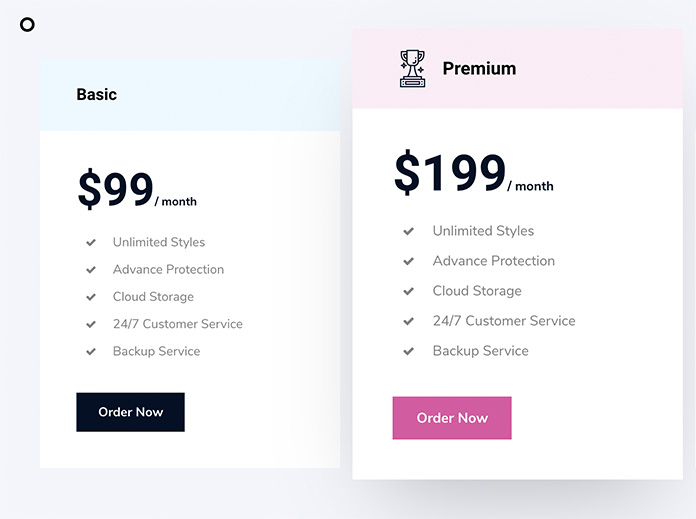 Basic
$99/ month
Unlimited Styles
Advance Protection
Cloud Storage
24/7 Customer Service
Backup Service
Order Now
Premium
$199/ month
Unlimited Styles
Advance Protection
Cloud Storage
24/7 Customer Service
Backup Service
Order Now